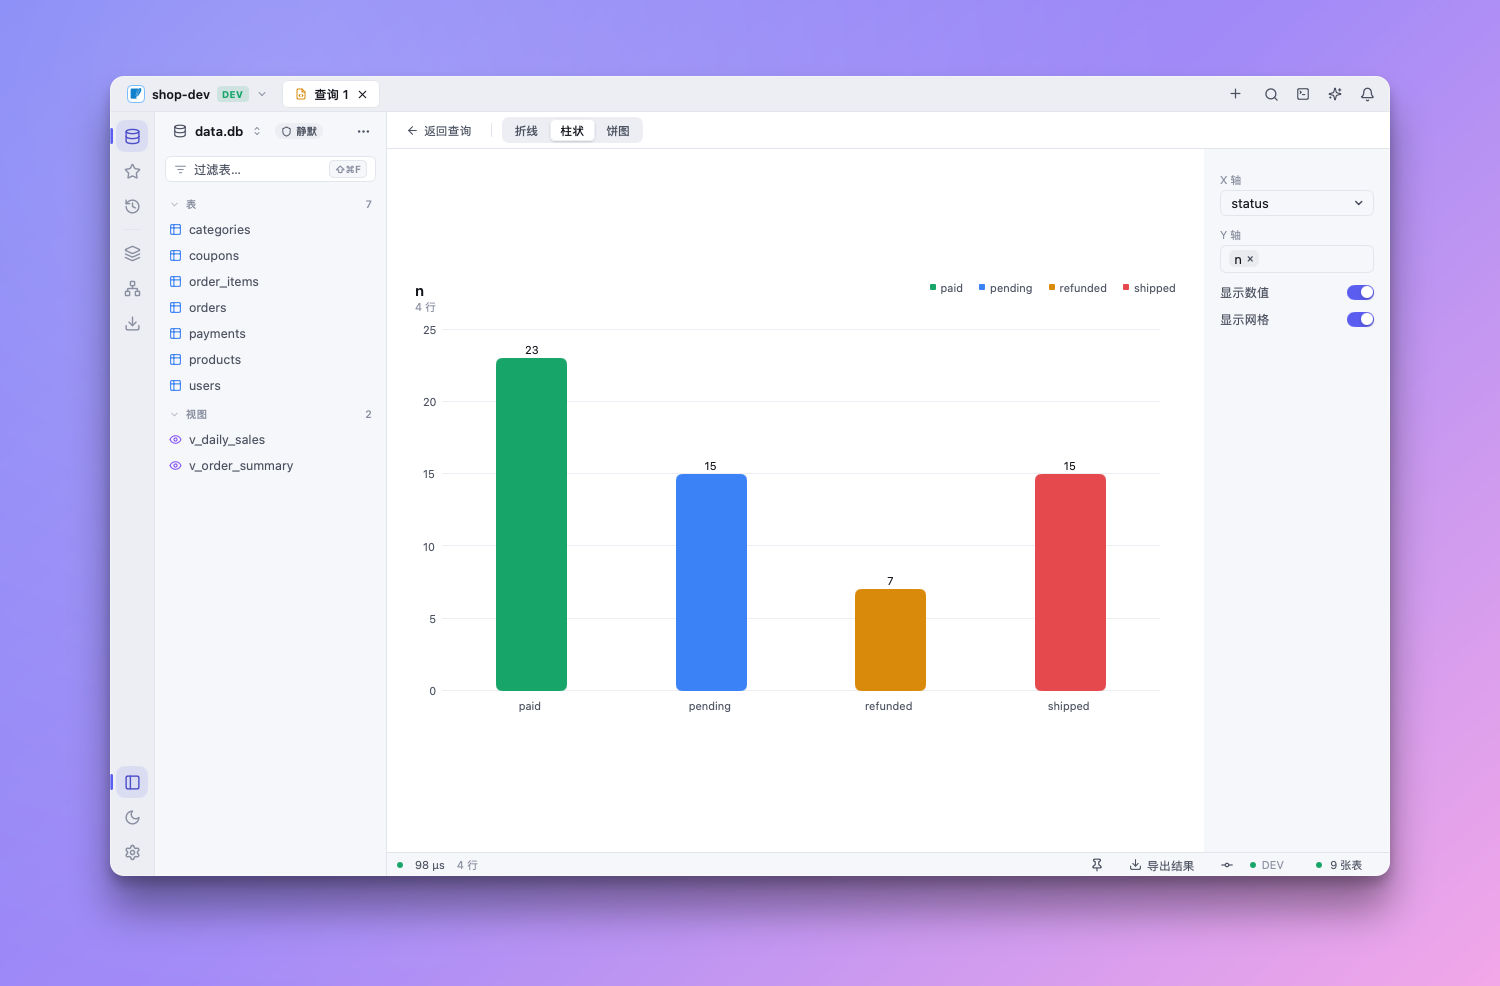 shop-dev DEV 查询 1
data.db 静默
返回查询 折线 柱状 饼图
过滤表... ⇧⌘F
表 7
categories
coupons
order_items
orders
payments
products
users
视图 2
v_daily_sales
v_order_summary
n
4 行
paid pending refunded shipped
25
20
15
10
5
0
23
15
7
15
paid pending refunded shipped
X 轴
status
Y 轴
n ×
显示数值
显示网格
98 µs 4 行 导出结果 DEV 9 张表